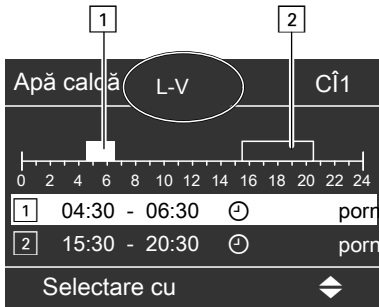 1 2
Apă caldă L-V CÎ1
0 2 4 6 8 10 12 14 16 18 20 22 24
1 04:30 - 06:30 porn
2 15:30 - 20:30 porn
Selectare cu